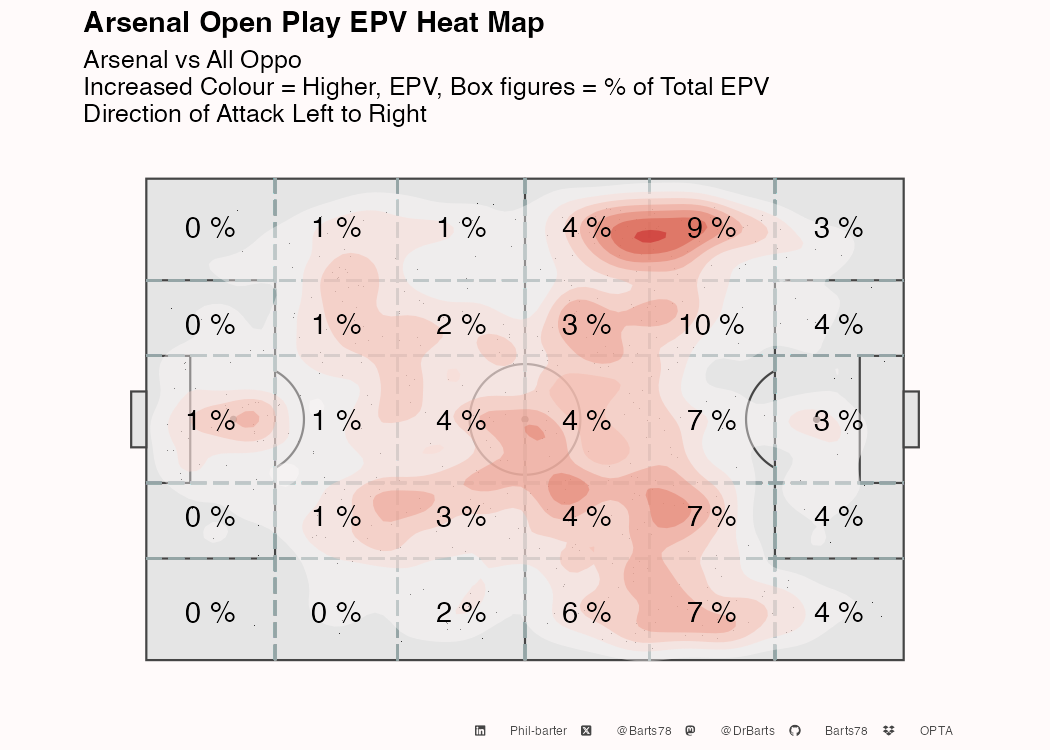 Arsenal Open Play EPV Heat Map
Arsenal vs All Oppo
Increased Colour = Higher, EPV, Box figures = % of Total EPV
Direction of Attack Left to Right
0 % 1 % 1 % 4 % 9 % 3 %
0 % 1 % 2 % 3 % 10 % 4 %
1 % 1 % 4 % 4 % 7 % 3 %
0 % 1 % 3 % 4 % 7 % 4 %
0 % 0 % 2 % 6 % 7 % 4 %
Phil-barter @Barts78 @DrBarts Barts78 OPTA